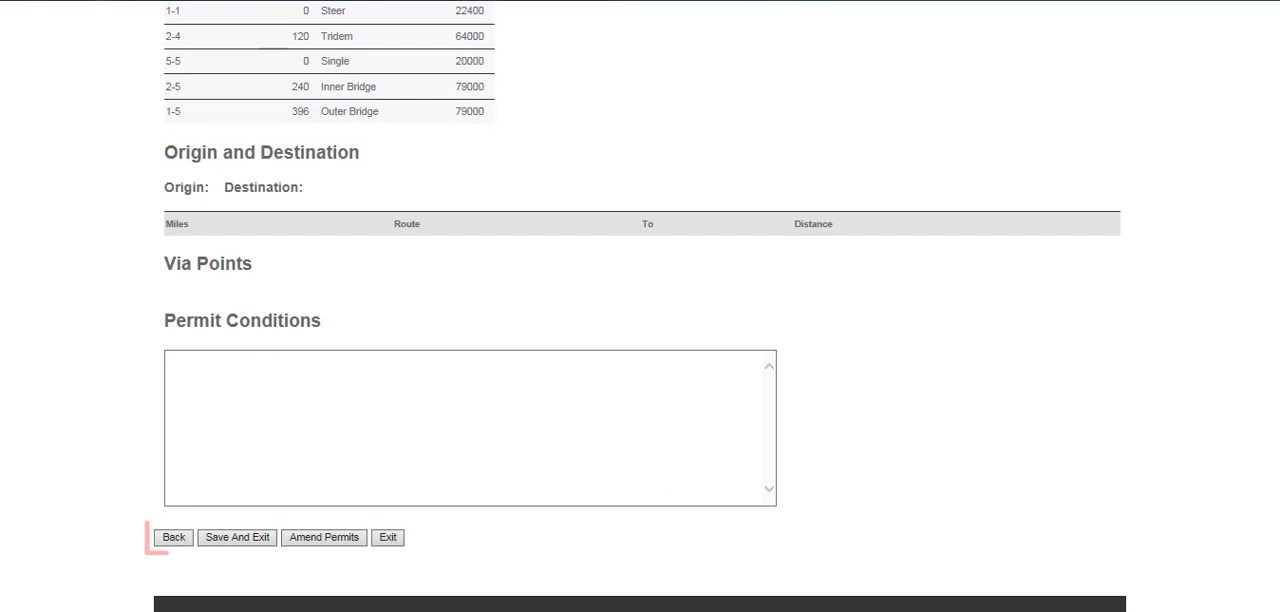 1-1 0 Steer 22400
2-4 120 Tridem 64000
5-5 0 Single 20000
2-5 240 Inner Bridge 79000
1-5 396 Outer Bridge 79000
Origin and Destination
Origin: Destination:
Miles Route To Distance
Via Points
Permit Conditions
Back Save And Exit Amend Permits Exit